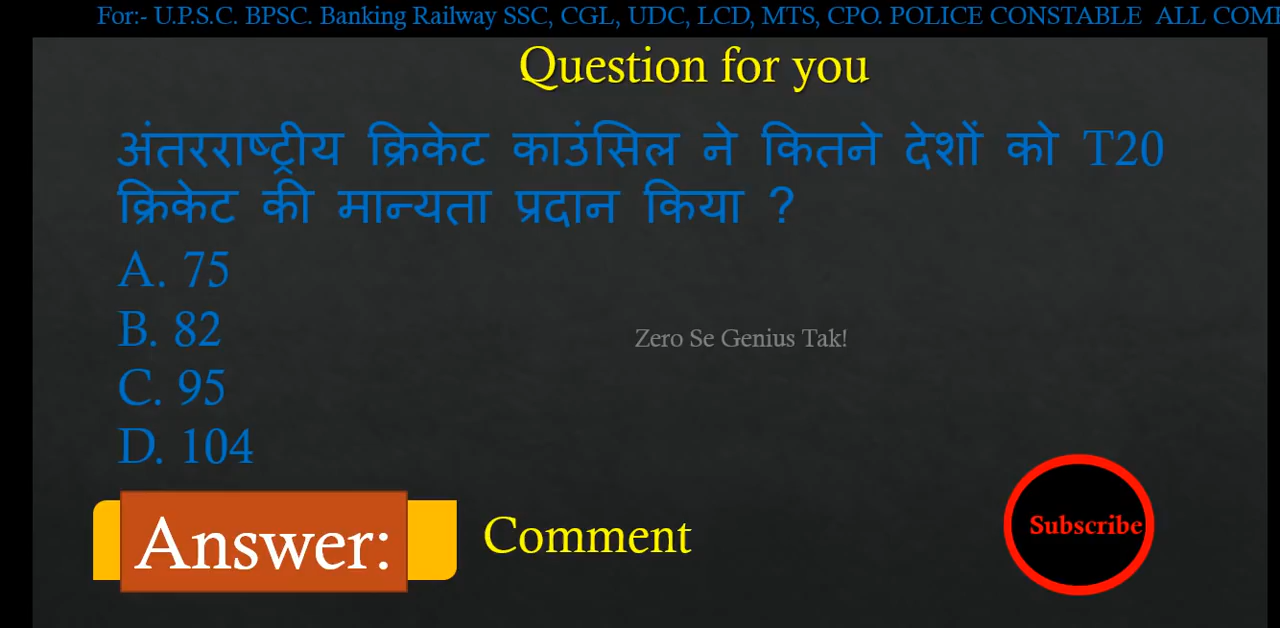 For:- U.P.S.C. BPSC. Banking Railway SSC, CGL, UDC, LCD, MTS, CPO. POLICE CONSTABLE ALL
Question for you
अंतरराष्ट्रीय क्रिकेट काउंसिल ने कितने देशों को T20
क्रिकेट की मान्यता प्रदान किया ?
A. 75
B. 82
Zero Se Genius Tak!
C. 95
D. 104
Answer:
Comment
Subscribe